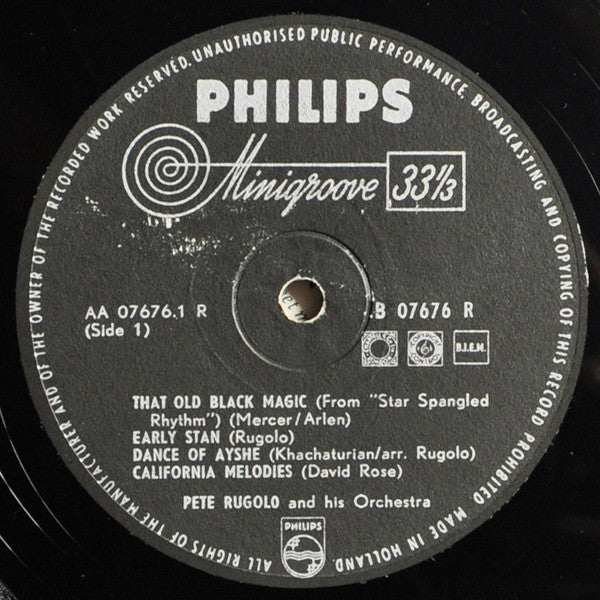 ALL RIGHTS OF THE MANUFACTURER AND OF THE OWNER OF THE RECORDED WORK RESERVED. UNAUTHORISED PUBLIC PERFORMANCE, BROADCASTING AND COPYING OF THIS RECORD PROHIBITED. MADE IN HOLLAND.
PHILIPS
Minigroove 33⅓
AA 07676.1 R
B 07676 R
(Side 1)
B.I.E.M.
THAT OLD BLACK MAGIC (From "Star Spangled
Rhythm") (Mercer/Arlen)
EARLY STAN (Rugolo)
DANCE OF AYSHE (Khachaturian/arr. Rugolo)
CALIFORNIA MELODIES (David Rose)
PETE RUGOLO and his Orchestra
PHILIPS